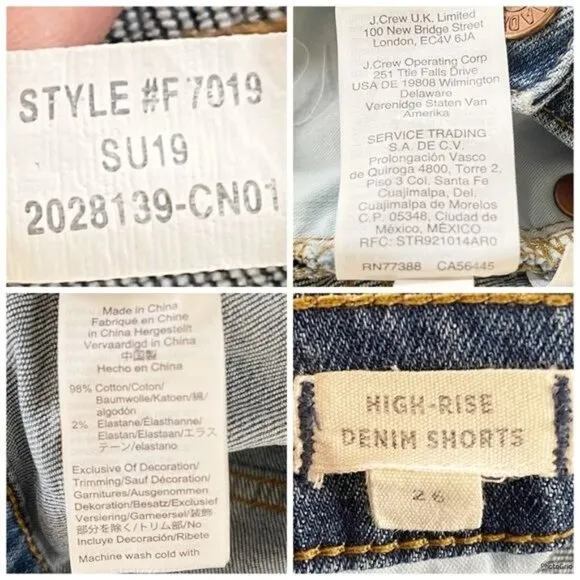 STYLE #F7019
SU19
2028139-CN01
J.Crew U.K. Limited
100 New Bridge Street
London, EC4V 6JA
J.Crew Operating Corp
251 Ttle Falls Drive
USA DE 19808 Wilmington
Delaware
Verenidge Staten Van
Amerika
SERVICE TRADING
S.A. DE C.V.
Prolongación Vasco
de Quiroga 4800, Torre 2,
Piso 3 Col. Santa Fe
Cuajimalpa, Del.
Cuajimalpa de Morelos
C.P. 05348, Ciudad de
México, MÉXICO
RFC: STR921014AR0
RN77388 CA56445
Made in China
Fabriqué en Chine
in China Hergestellt
Vervaardigd in China
中国製
Hecho en China
98% Cotton/Coton/
Baumwolle/Katoen/綿/
algodón
2% Elastane/Élasthanne/
Elastan/Elastaan/エラス
テーン/elastano
Exclusive Of Decoration/
Trimming/Sauf Décoration/
Garnitures/Ausgenommen
Dekoration/Besatz/Exclusief
Versiering/Garneersel/装飾
部分を除く/トリム部/No
Incluye Decoración/Ribete
Machine wash cold with
HIGH-RISE
DENIM SHORTS
26
PhotoGrid